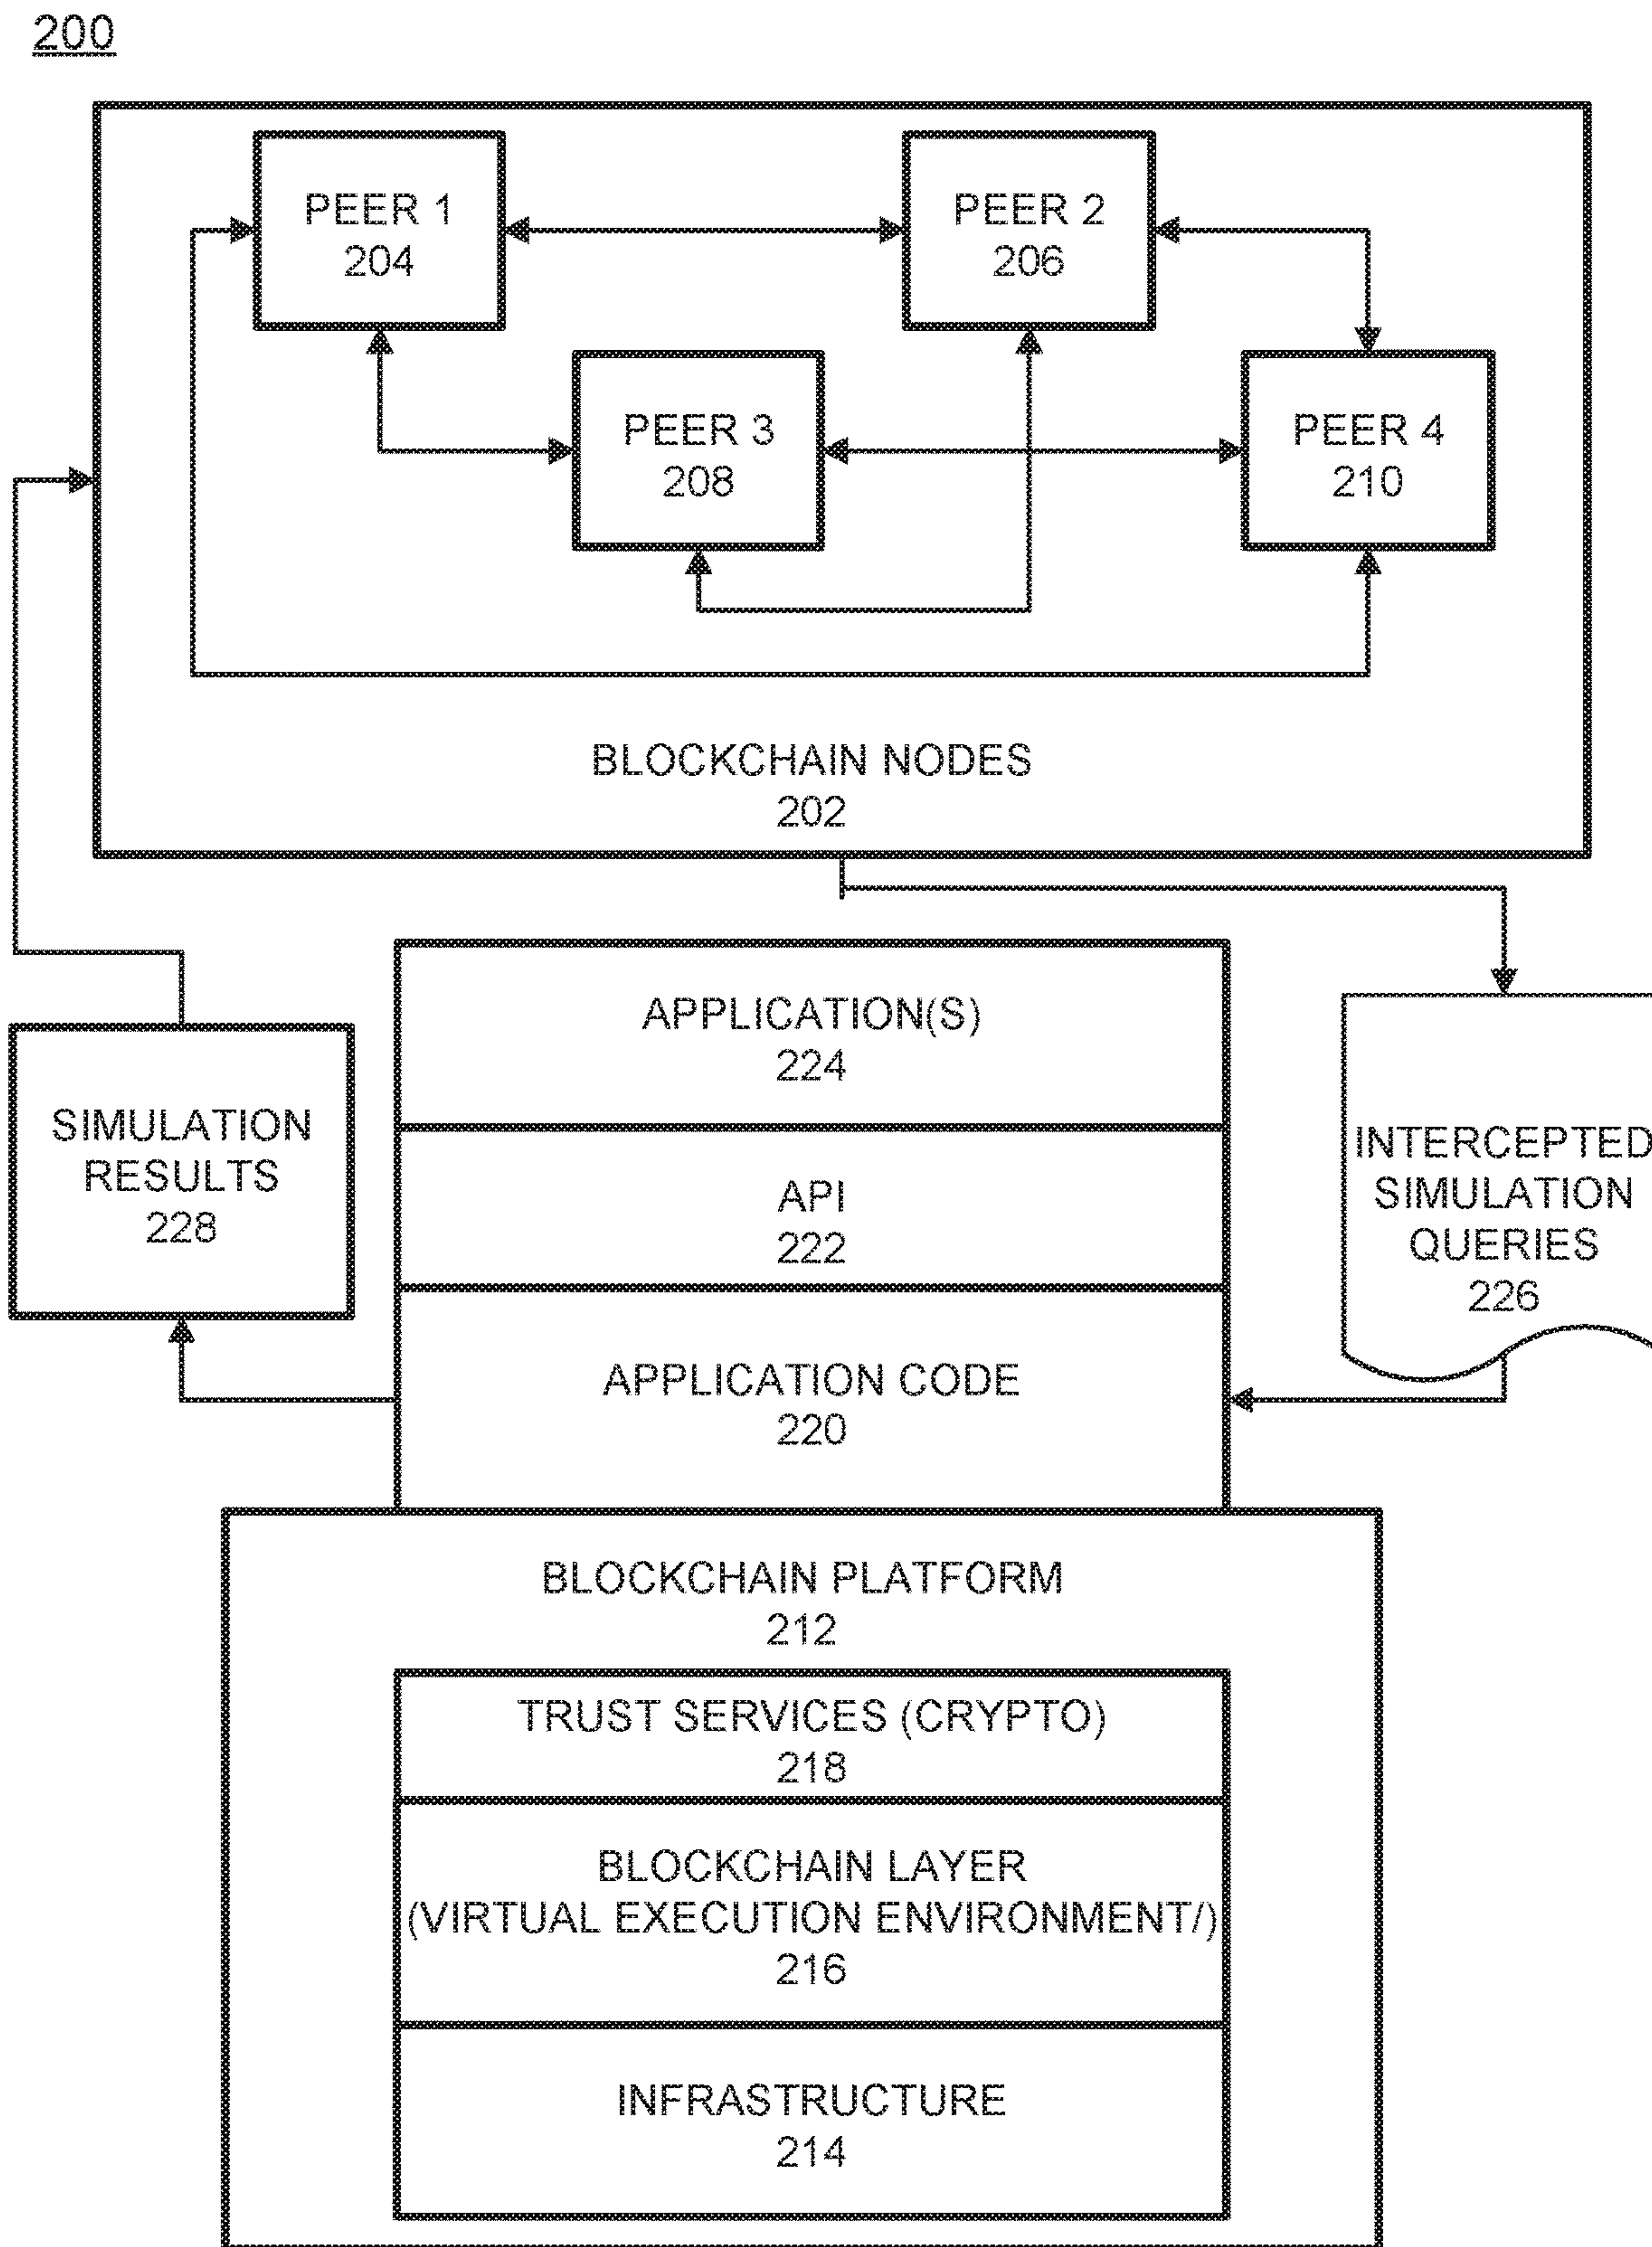 200
PEER 1
204
PEER 2
206
PEER 3
208
PEER 4
210
BLOCKCHAIN NODES
202
APPLICATION(S)
224
SIMULATION
RESULTS
228
API
222
INTERCEPTED
SIMULATION
QUERIES
226
APPLICATION CODE
220
BLOCKCHAIN PLATFORM
212
TRUST SERVICES (CRYPTO)
218
BLOCKCHAIN LAYER
(VIRTUAL EXECUTION ENVIRONMENT/)
216
INFRASTRUCTURE
214